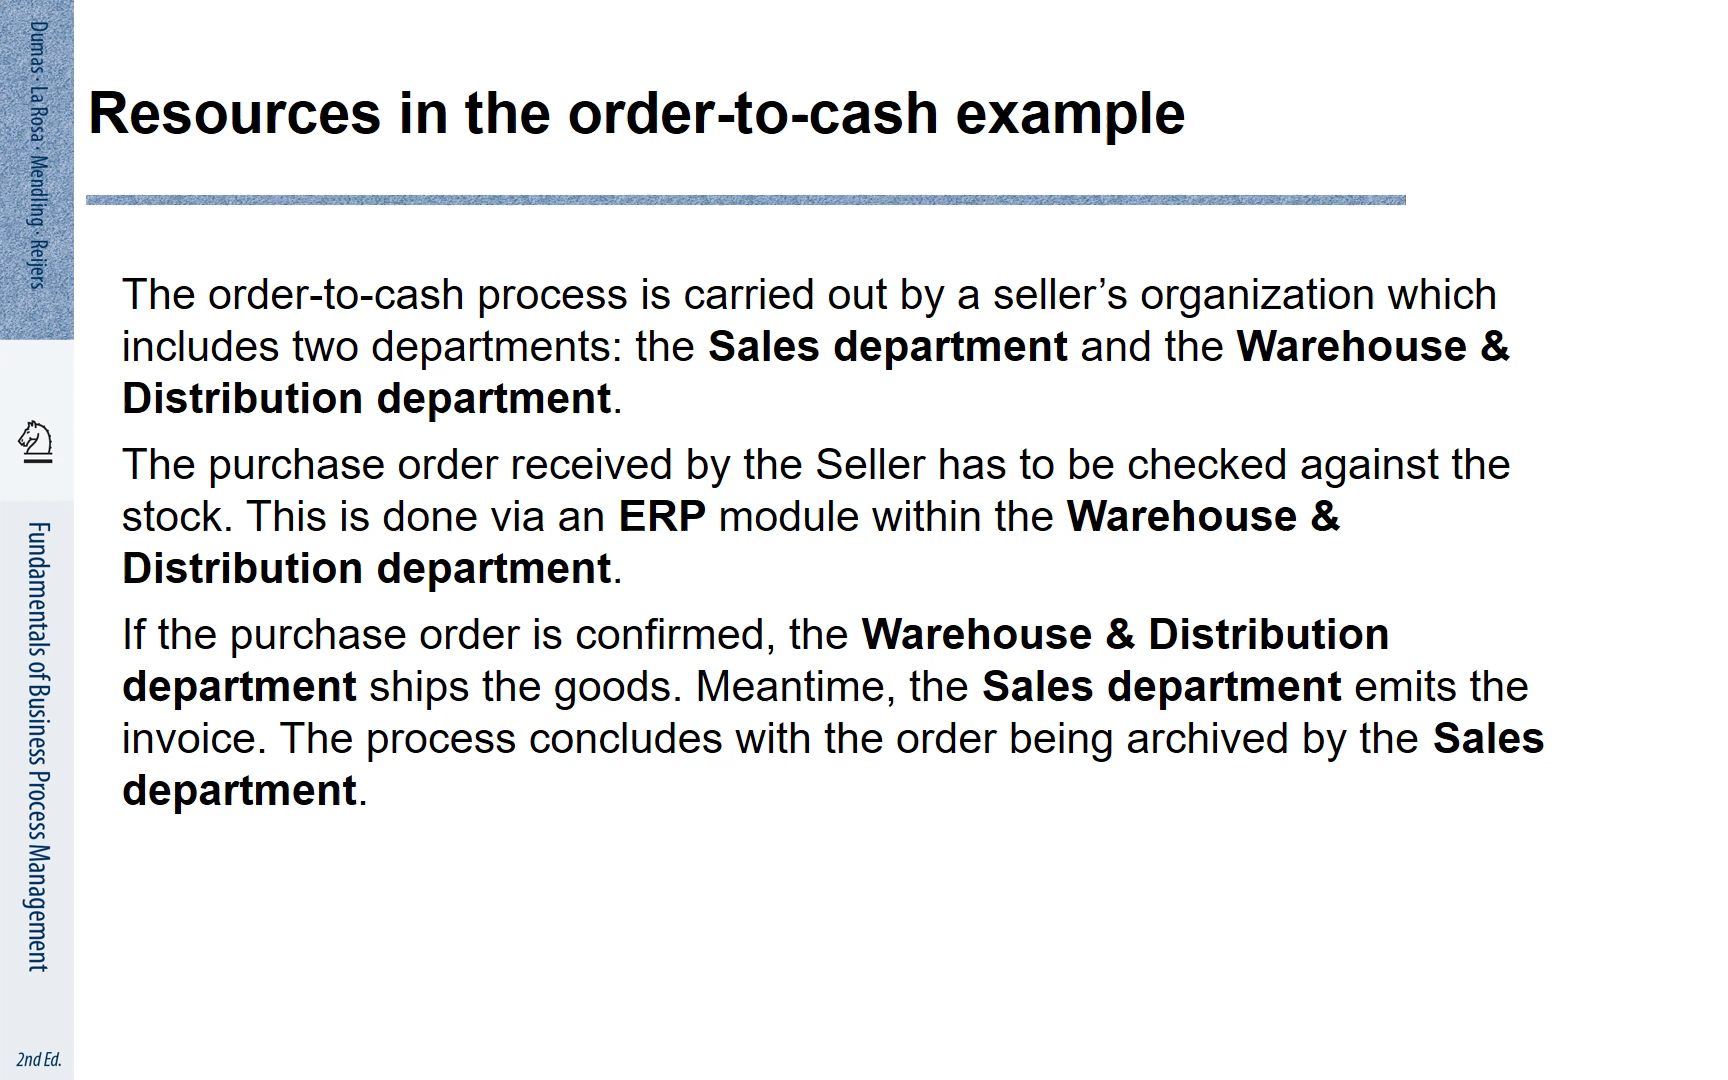 Dumas · La Rosa · Mendling · Reijers
Fundamentals of Business Process Management
2nd Ed.
Resources in the order-to-cash example
The order-to-cash process is carried out by a seller’s organization which
includes two departments: the Sales department and the Warehouse &
Distribution department.
The purchase order received by the Seller has to be checked against the
stock. This is done via an ERP module within the Warehouse &
Distribution department.
If the purchase order is confirmed, the Warehouse & Distribution
department ships the goods. Meantime, the Sales department emits the
invoice. The process concludes with the order being archived by the Sales
department.